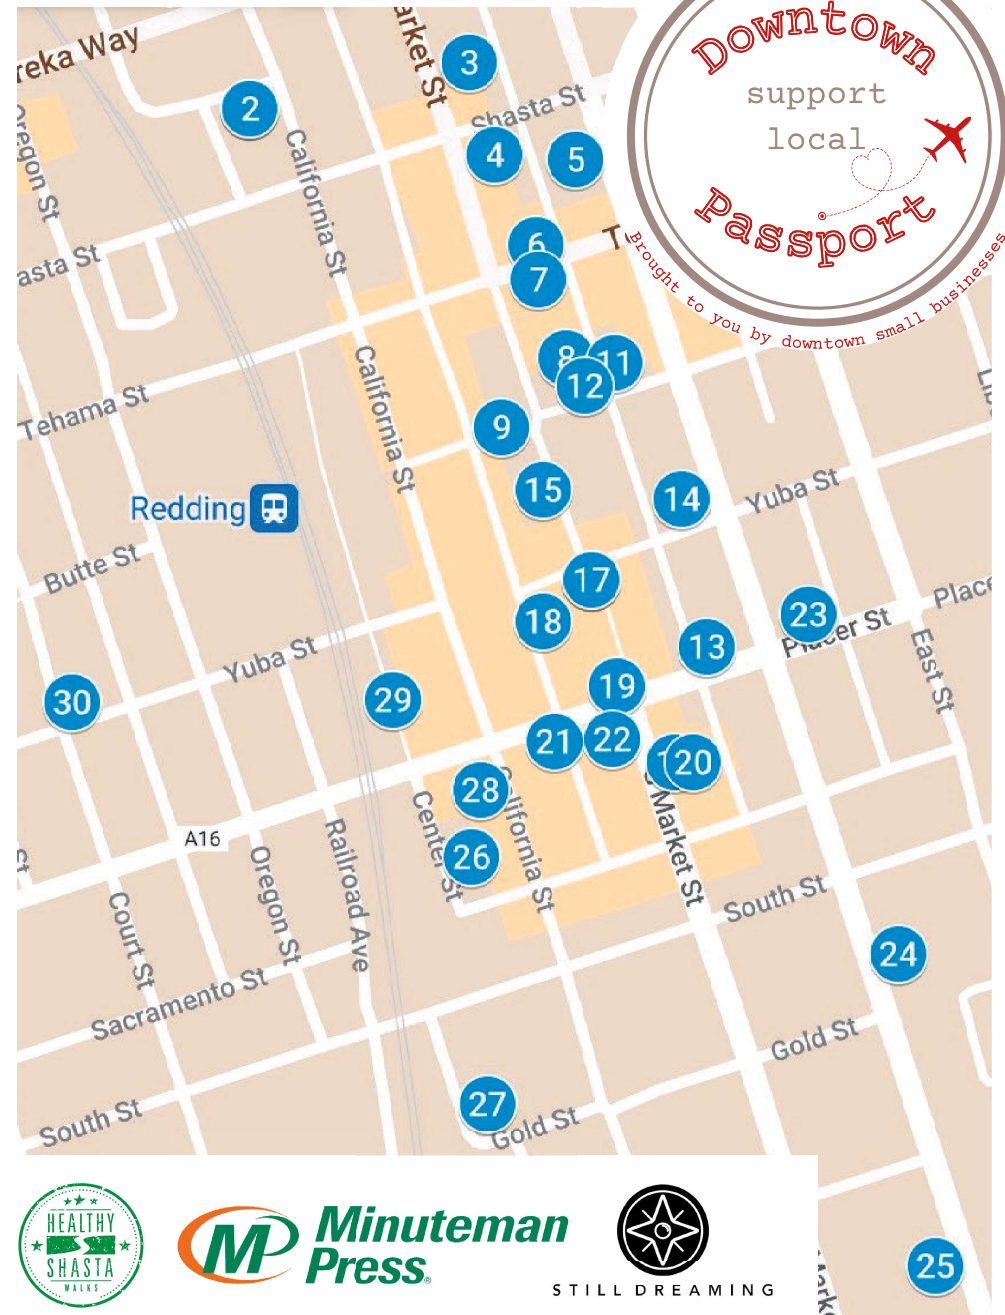 Downtown
support
local
Passport
Brought to you by downtown small businesses
reka Way
arket St
3
2
Shasta St
Oregon St
California St
4
5
asta St
6
7
8
11
12
Tehama St
California St
9
Redding
15
14
Yuba St
Butte St
17
18
23
Placer St
Place
13
East St
Yuba St
30
29
19
21
22
20
28
California St
Center St
Market St
A16
26
Railroad Ave
Oregon St
Court St
South St
24
Sacramento St
Gold St
27
South St
Gold St
25
HEALTHY
SHASTA
WALKS
MP Minuteman
Press®
STILL DREAMING